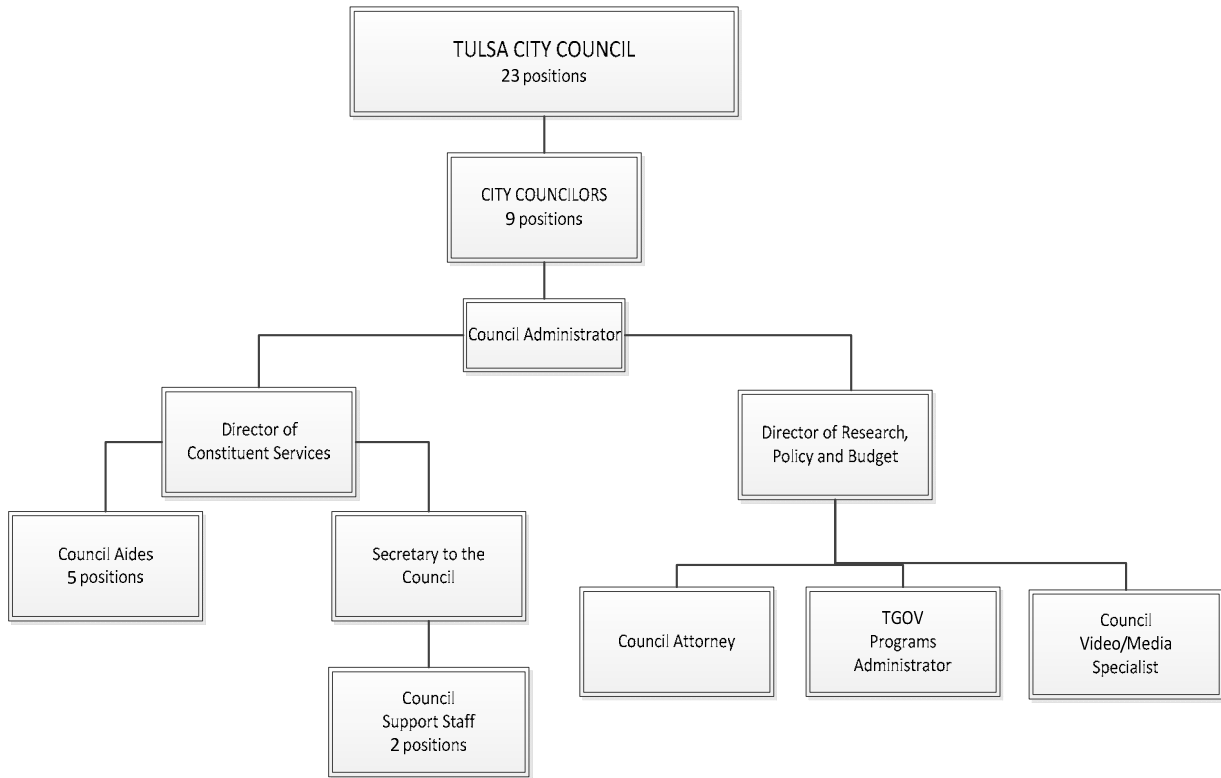 TULSA CITY COUNCIL
23 positions
CITY COUNCILORS
9 positions
Council Administrator
Director of
Constituent Services
Director of Research,
Policy and Budget
Council Aides
5 positions
Secretary to the
Council
Council Attorney
TGOV
Programs
Administrator
Council
Video/Media
Specialist
Council
Support Staff
2 positions